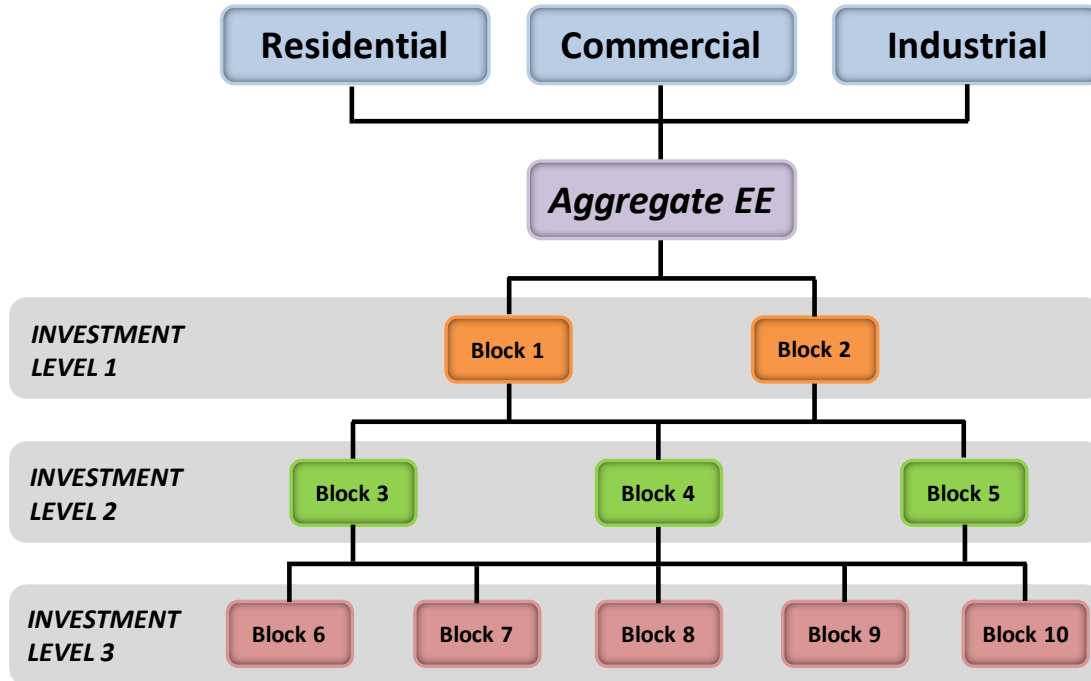 Residential
Commercial
Industrial
Aggregate EE
INVESTMENT
LEVEL 1
Block 1
Block 2
INVESTMENT
LEVEL 2
Block 3
Block 4
Block 5
INVESTMENT
LEVEL 3
Block 6
Block 7
Block 8
Block 9
Block 10